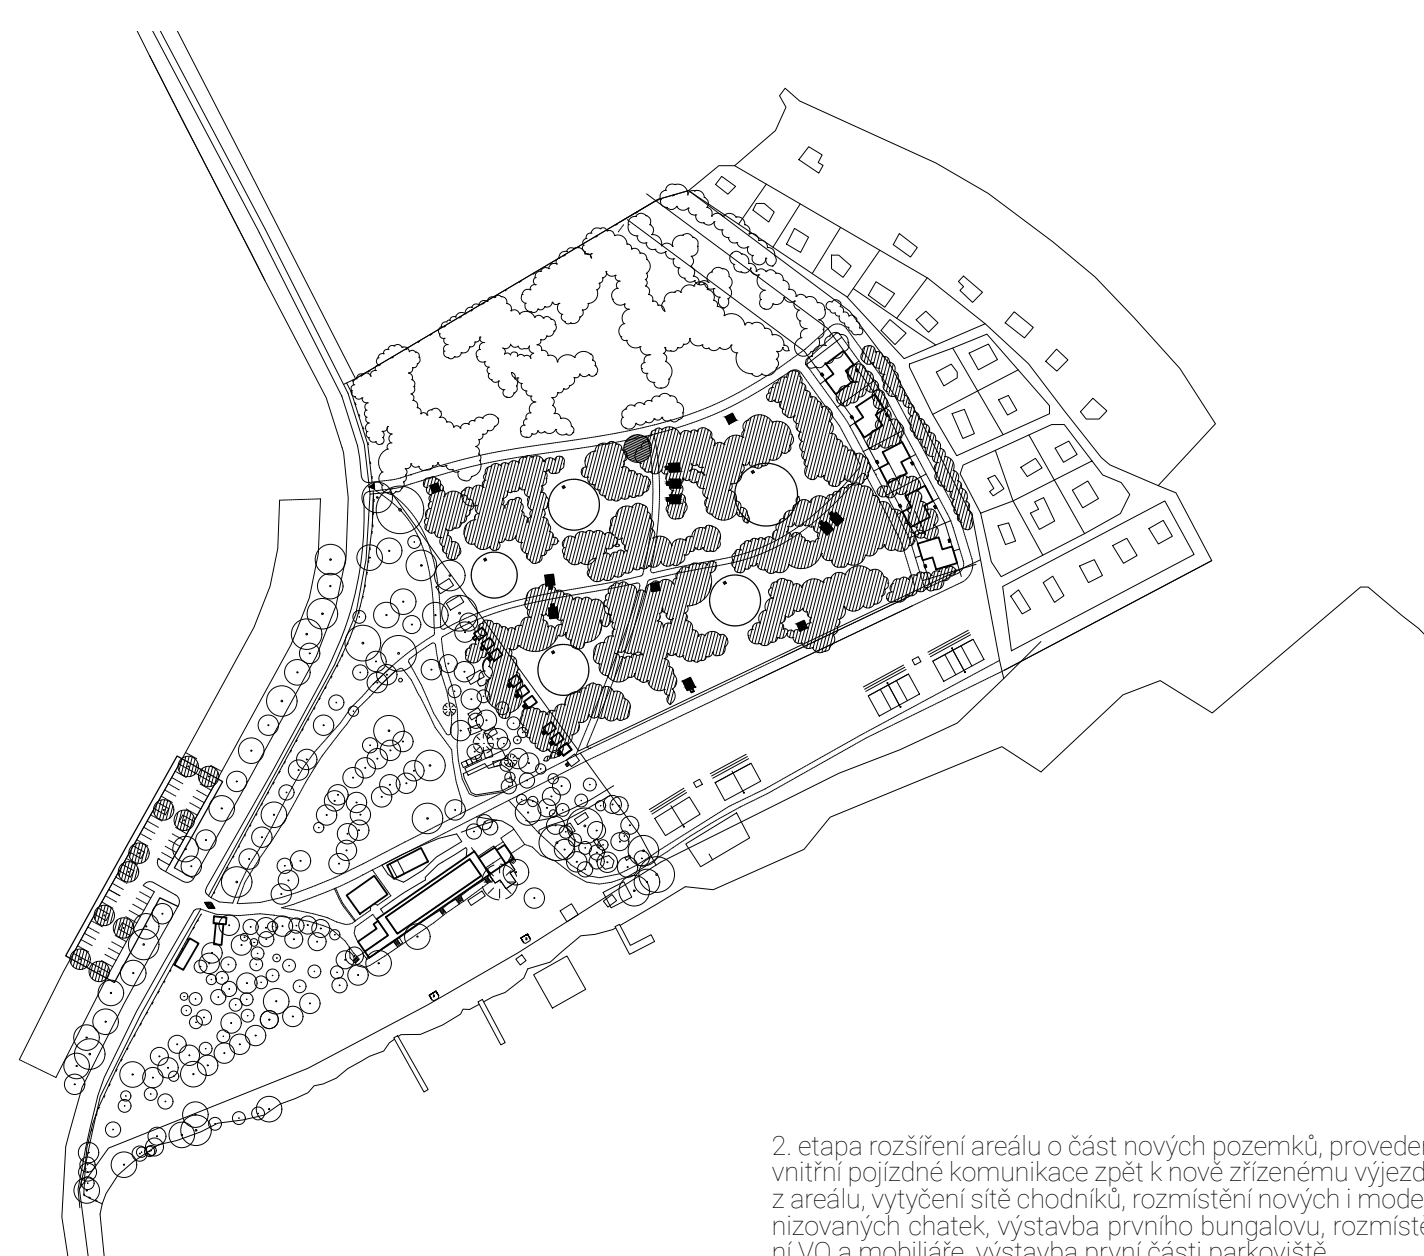 2. etapa rozšíření areálu o část nových pozemků, proveden
vnitřní pojízdné komunikace zpět k nově zřízenému výjezd
z areálu, vytyčení sítě chodníků, rozmístění nových i mode
nizovaných chatek, výstavba prvního bungalovu, rozmístě
ní VO a mobiliáře, výstavba první části parkoviště